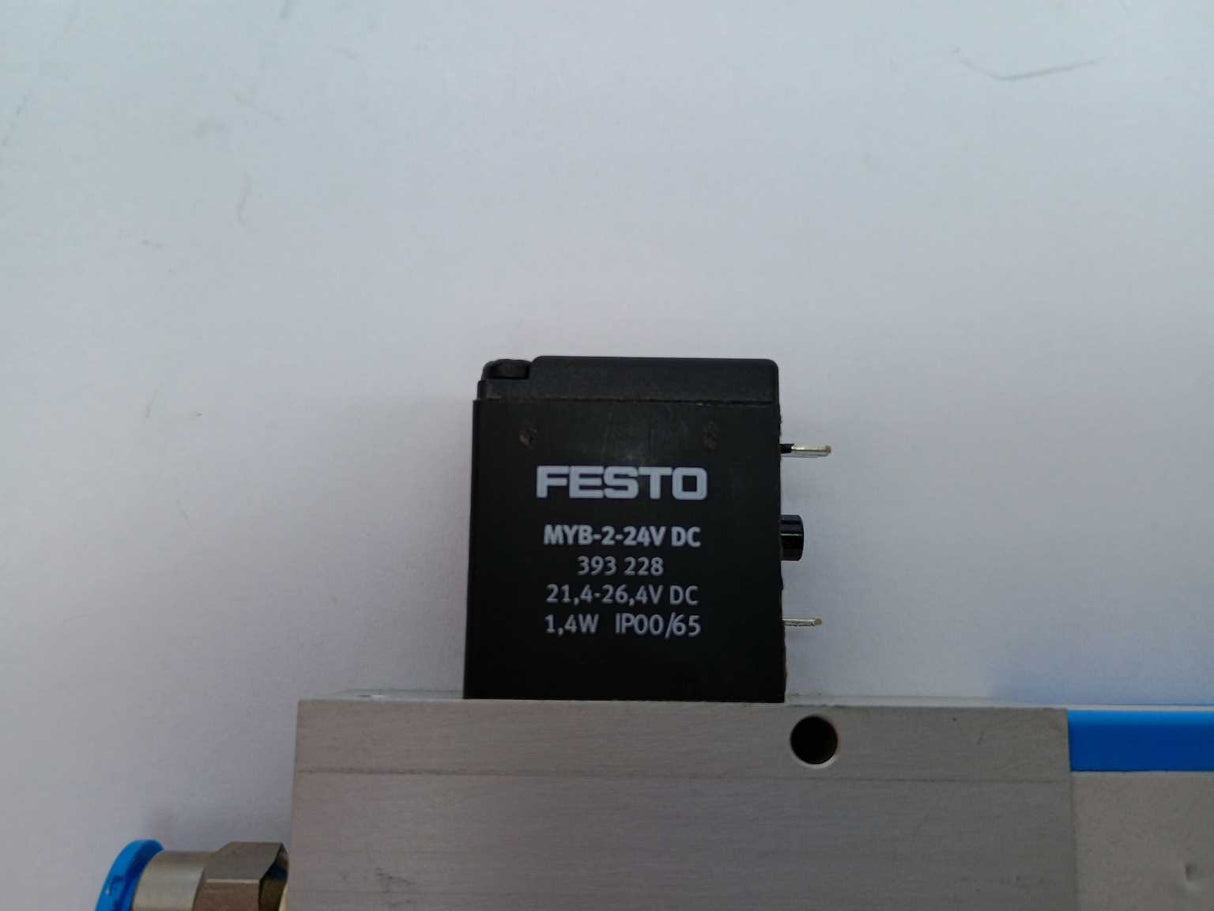 FESTO
MYB-2-24V DC
393 228
21,4-26,4V DC
1,4W IP00/65